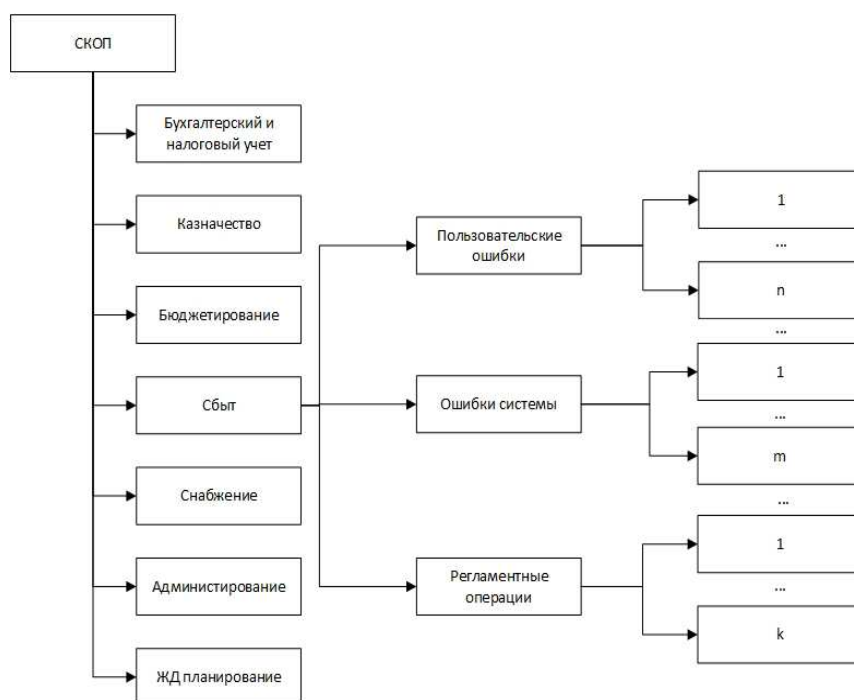 СКОП
Бухгалтерский и
налоговый учет
Казначество
Бюджетирование
Сбыт
Снабжение
Администирование
ЖД планирование
Пользовательские
ошибки
Ошибки системы
Регламентные
операции
1
...
n
...
1
...
m
...
1
...
k